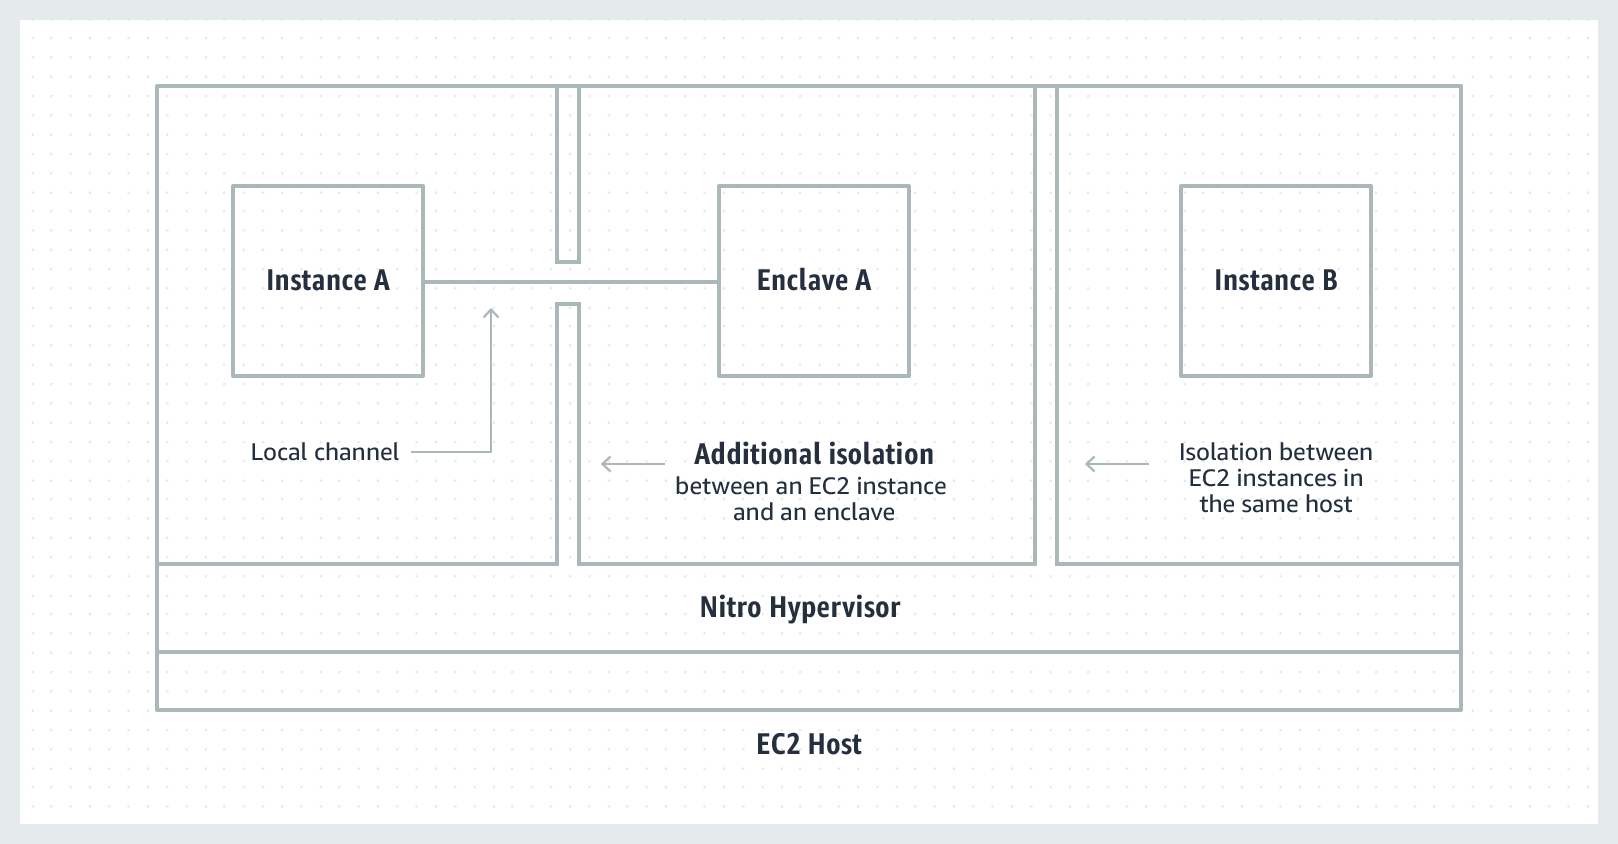 Instance A
Enclave A
Instance B
Local channel
Additional isolation
between an EC2 instance
and an enclave
Isolation between
EC2 instances in
the same host
Nitro Hypervisor
EC2 Host